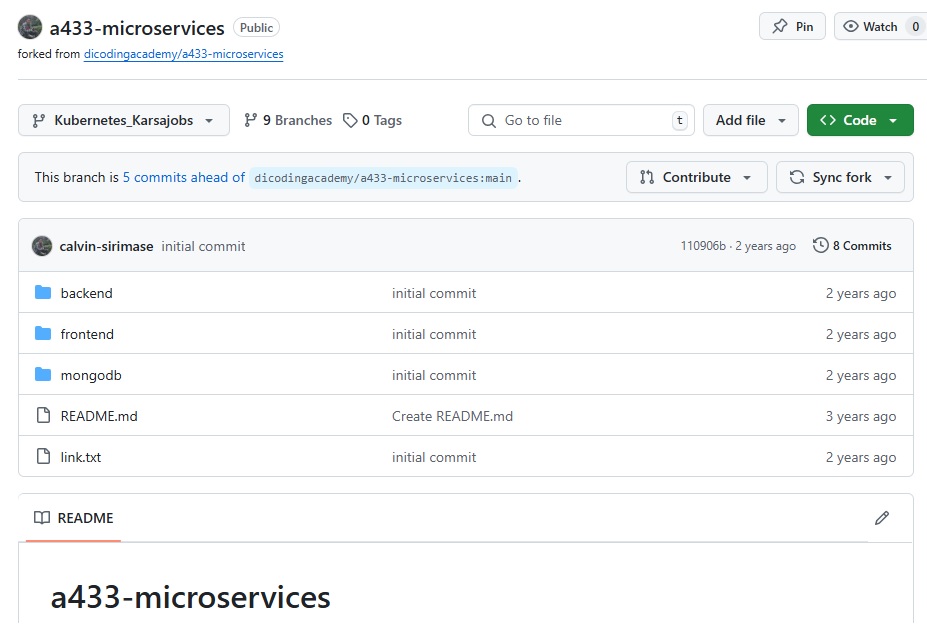 a433-microservices Public Pin Watch 0
forked from dicodingacademy/a433-microservices
Kubernetes_Karsajobs 9 Branches 0 Tags Go to file t Add file Code
This branch is 5 commits ahead of dicodingacademy/a433-microservices:main . Contribute Sync fork
calvin-sirimase initial commit 110906b · 2 years ago 8 Commits
backend initial commit 2 years ago
frontend initial commit 2 years ago
mongodb initial commit 2 years ago
README.md Create README.md 3 years ago
link.txt initial commit 2 years ago
README
a433-microservices